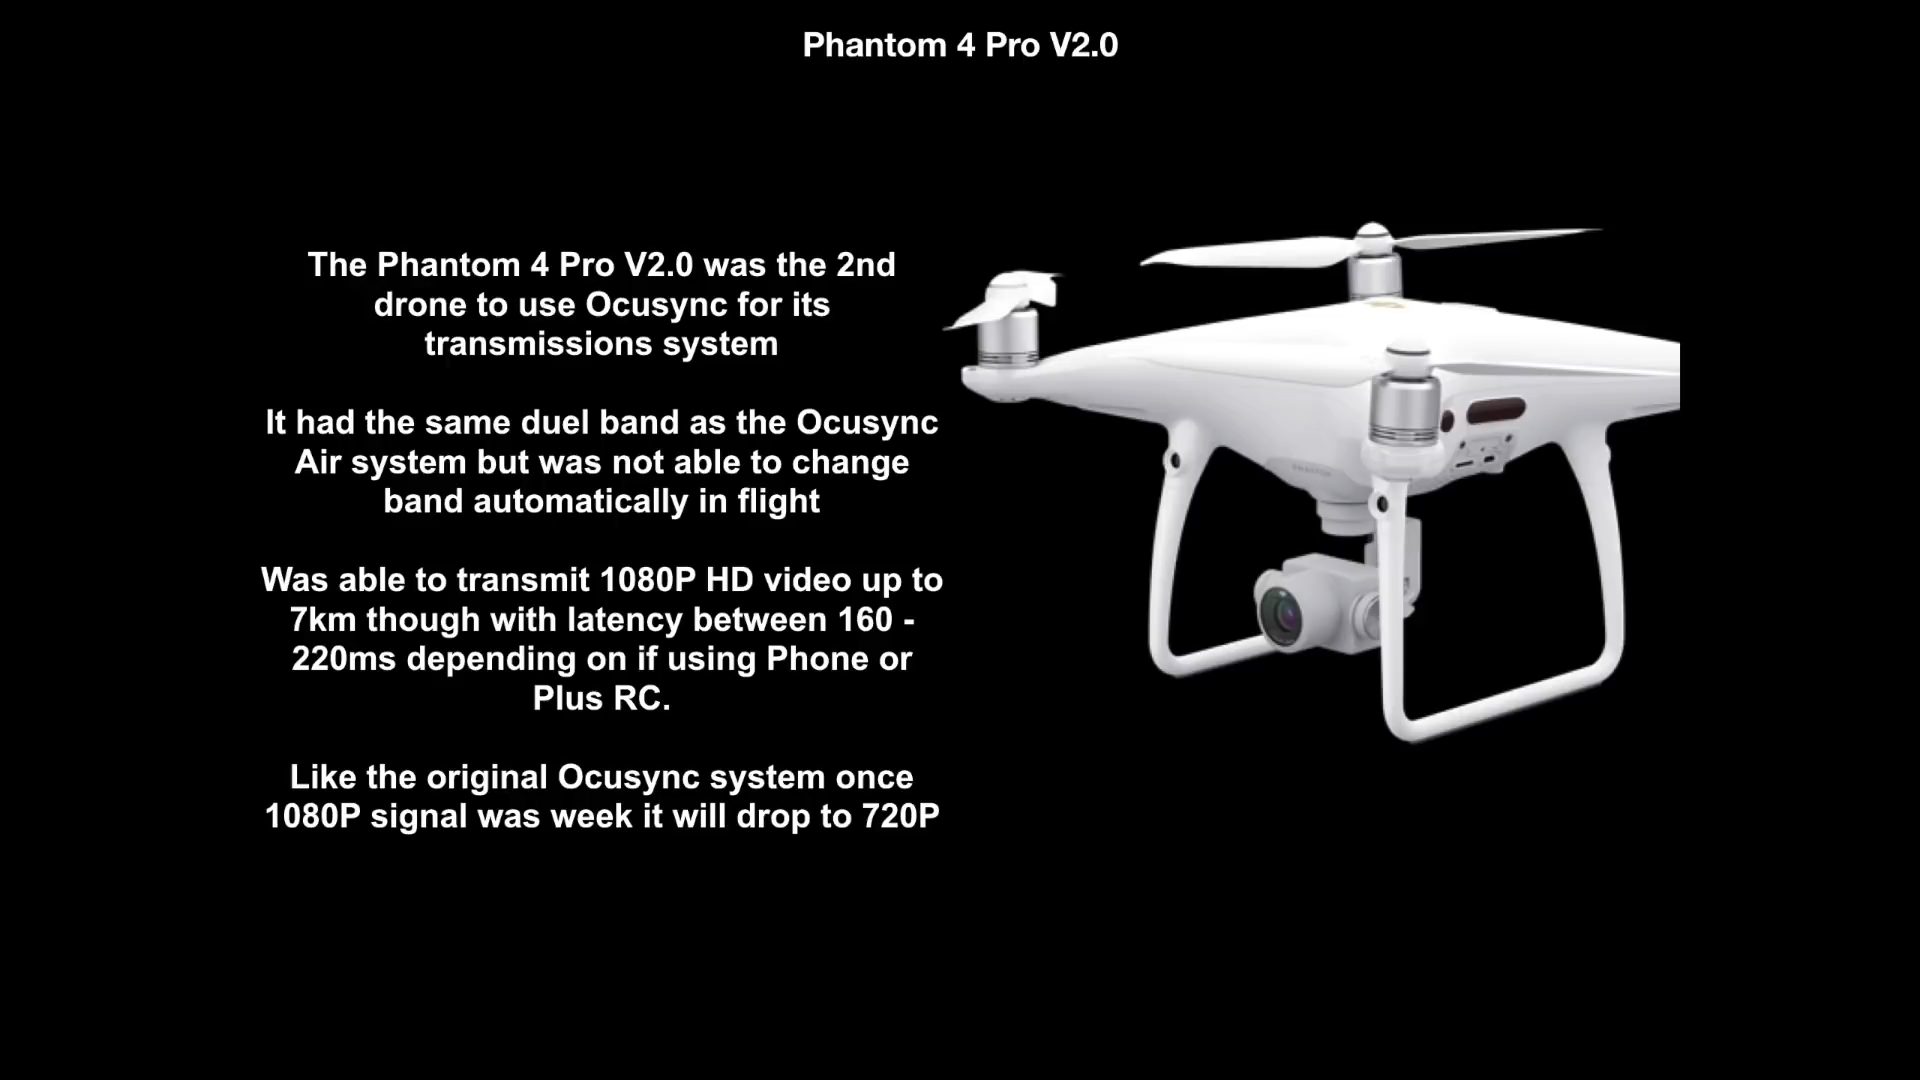 Phantom 4 Pro V2.0
The Phantom 4 Pro V2.0 was the 2nd
drone to use Ocusync for its
transmissions system
It had the same duel band as the Ocusync
Air system but was not able to change
band automatically in flight
Was able to transmit 1080P HD video up to
7km though with latency between 160 -
220ms depending on if using Phone or
Plus RC.
Like the original Ocusync system once
1080P signal was week it will drop to 720P
PHANTOM